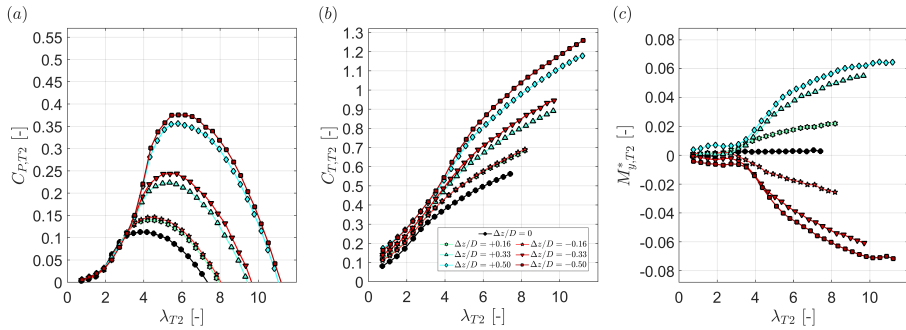 (a)
0.55
0.5
0.45
0.4
0.35
0.3
0.25
0.2
0.15
0.1
0.05
0
0 2 4 6 8 10
C_{P,T2} [-]
λ_{T2} [-]
(b)
1.3
1.2
1.1
1
0.9
0.8
0.7
0.6
0.5
0.4
0.3
0.2
0.1
0
0 2 4 6 8 10
C_{T,T2} [-]
λ_{T2} [-]
Δz/D = 0
Δz/D = +0.16 Δz/D = −0.16
Δz/D = +0.33 Δz/D = −0.33
Δz/D = +0.50 Δz/D = −0.50
(c)
0.08
0.06
0.04
0.02
0
-0.02
-0.04
-0.06
-0.08
0 2 4 6 8 10
M*_{y,T2} [-]
λ_{T2} [-]